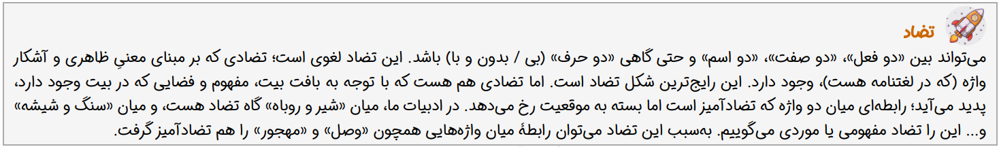 تضاد
می‌تواند بین «دو فعل»، «دو صفت»، «دو اسم» و حتی گاهی «دو حرف» (بی / بدون و با) باشد. این تضاد لغوی است؛ تضادی که بر مبنای معنیِ ظاهری و آشکار
واژه (که در لغتنامه هست)، وجود دارد. این رایج‌ترین شکل تضاد است. اما تضادی هم هست که با توجه به بافت بیت، مفهوم و فضایی که در بیت وجود دارد،
پدید می‌آید؛ رابطه‌ای میان دو واژه که تضادآمیز است اما بسته به موقعیت رخ می‌دهد. در ادبیات ما، میان «شیر و روباه» گاه تضاد هست، و میان «سنگ و شیشه»
و... این را تضاد مفهومی یا موردی می‌گوییم. به‌سبب این تضاد می‌توان رابطهٔ میان واژه‌هایی همچون «وصل» و «مهجور» را هم تضادآمیز گرفت.